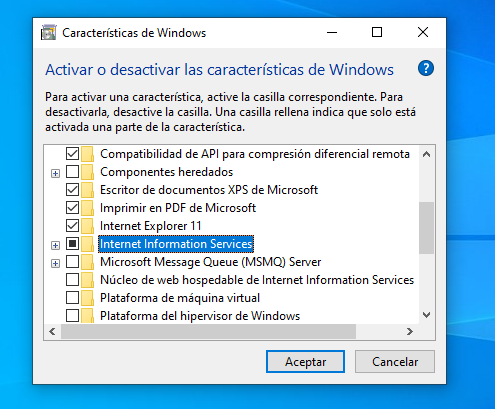 Características de Windows
Activar o desactivar las características de Windows
Para activar una característica, active la casilla correspondiente. Para
desactivarla, desactive la casilla. Una casilla rellena indica que solo está
activada una parte de la característica.
Compatibilidad de API para compresión diferencial remota
Componentes heredados
Escritor de documentos XPS de Microsoft
Imprimir en PDF de Microsoft
Internet Explorer 11
Internet Information Services
Microsoft Message Queue (MSMQ) Server
Núcleo de web hospedable de Internet Information Services
Plataforma de máquina virtual
Plataforma del hipervisor de Windows
Aceptar
Cancelar